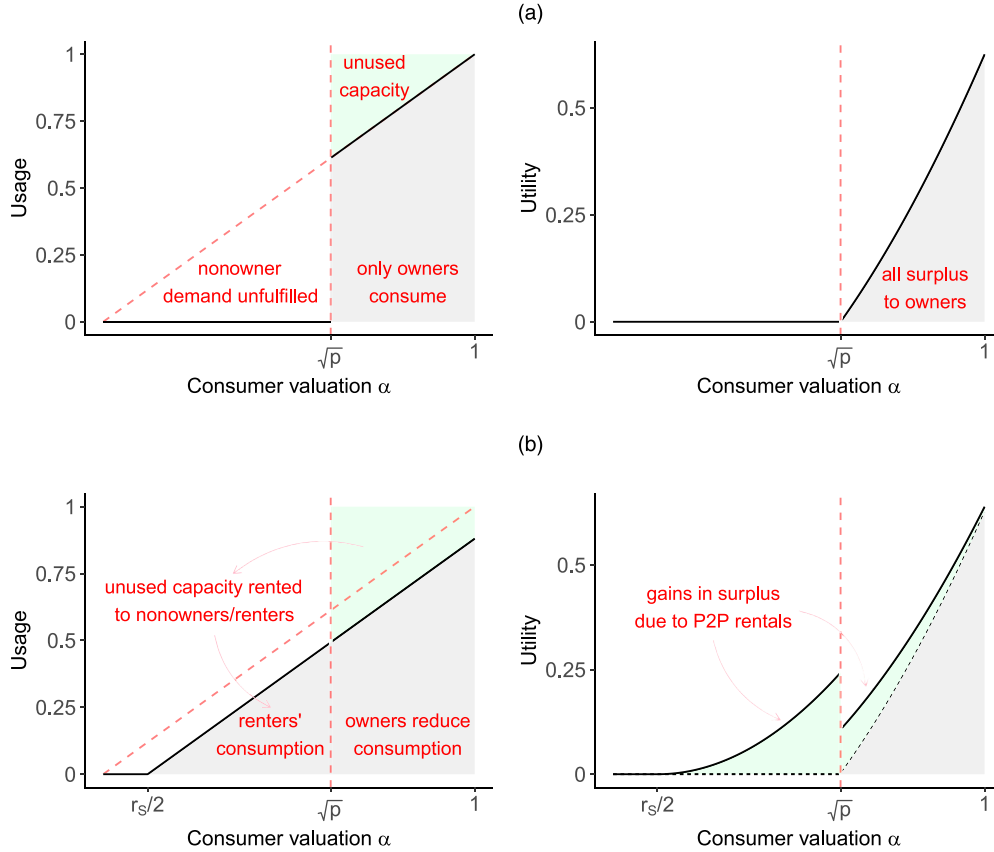 (a)
1
0.75
0.5
0.25
0
Usage
unused
capacity
nonowner
demand unfulfilled
only owners
consume
√p
1
Consumer valuation α
0.5
0.25
0
Utility
all surplus
to owners
√p
1
Consumer valuation α
(b)
1
0.75
0.5
0.25
0
Usage
unused capacity rented
to nonowners/renters
renters'
consumption
owners reduce
consumption
rS/2
√p
1
Consumer valuation α
0.5
0.25
0
Utility
gains in surplus
due to P2P rentals
rS/2
√p
1
Consumer valuation α